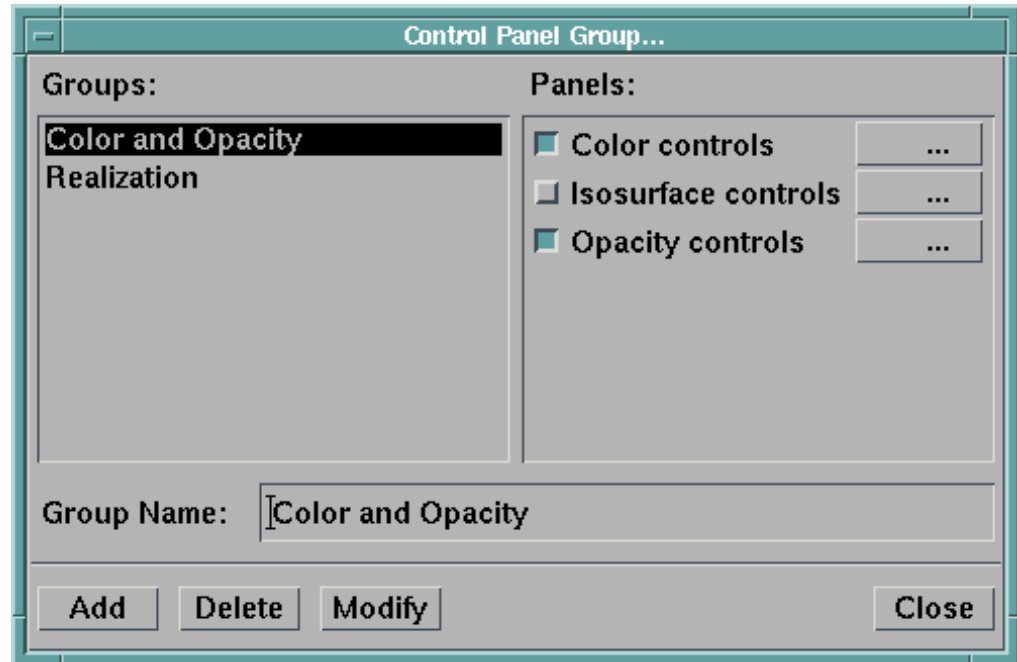 Control Panel Group...
Groups:
Panels:
Color and Opacity
Realization
Color controls ...
Isosurface controls ...
Opacity controls ...
Group Name: Color and Opacity
Add Delete Modify Close